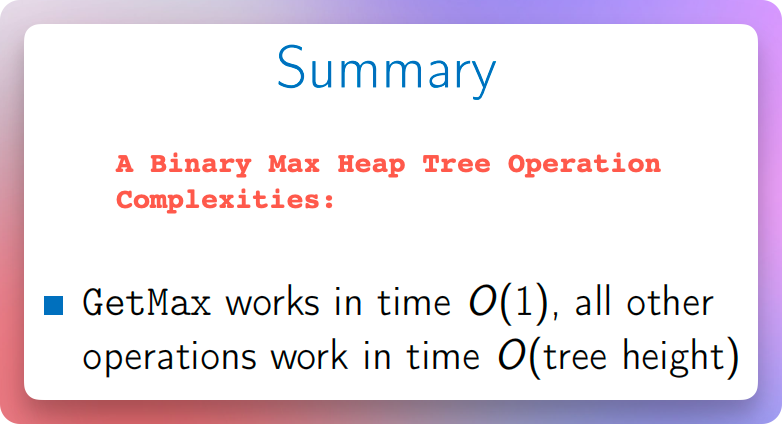 Summary
A Binary Max Heap Tree Operation
Complexities:
GetMax works in time O(1), all other
operations work in time O(tree height)